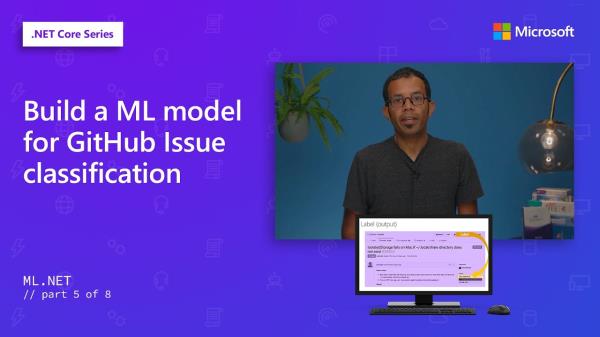 .NET Core Series
Microsoft
Build a ML model
for GitHub Issue
classification
Label (output)
ML.NET
// part 5 of 8